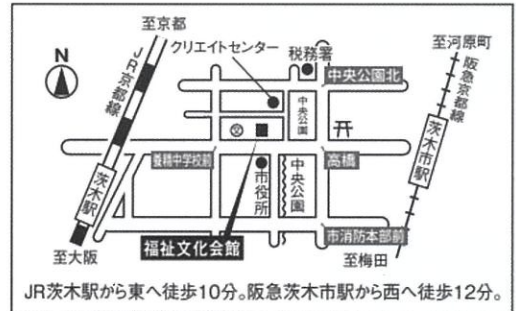 至京都
クリエイトセンター
税務署
至河原町
N
JR京都線
中央公園北
阪急京都線
中央公園
文
養精中学校前
高橋
茨木市駅
茨木駅
市役所
中央公園
市消防本部前
至大阪
福祉文化会館
至梅田
JR茨木駅から東へ徒歩10分。阪急茨木市駅から西へ徒歩12分。